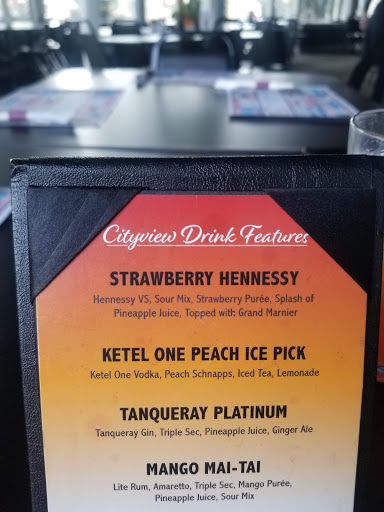 Cityview Drink Features
STRAWBERRY HENNESSY
Hennessy VS, Sour Mix, Strawberry Purée, Splash of
Pineapple Juice, Topped with: Grand Marnier
KETEL ONE PEACH ICE PICK
Ketel One Vodka, Peach Schnapps, Iced Tea, Lemonade
TANQUERAY PLATINUM
Tanqueray Gin, Triple Sec, Pineapple Juice, Ginger Ale
MANGO MAI-TAI
Lite Rum, Amaretto, Triple Sec, Mango Purée,
Pineapple Juice, Sour Mix